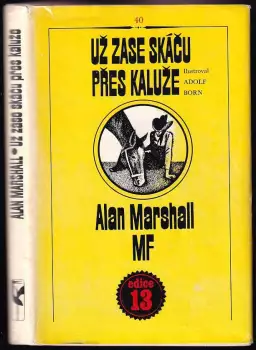 ALAN MARSHALL ● Už zase skáču přes kaluže
40
UŽ ZASE SKÁČU
PŘES KALUŽE
Ilustroval
ADOLF
BORN
Alan Marshall
MF
edice
13